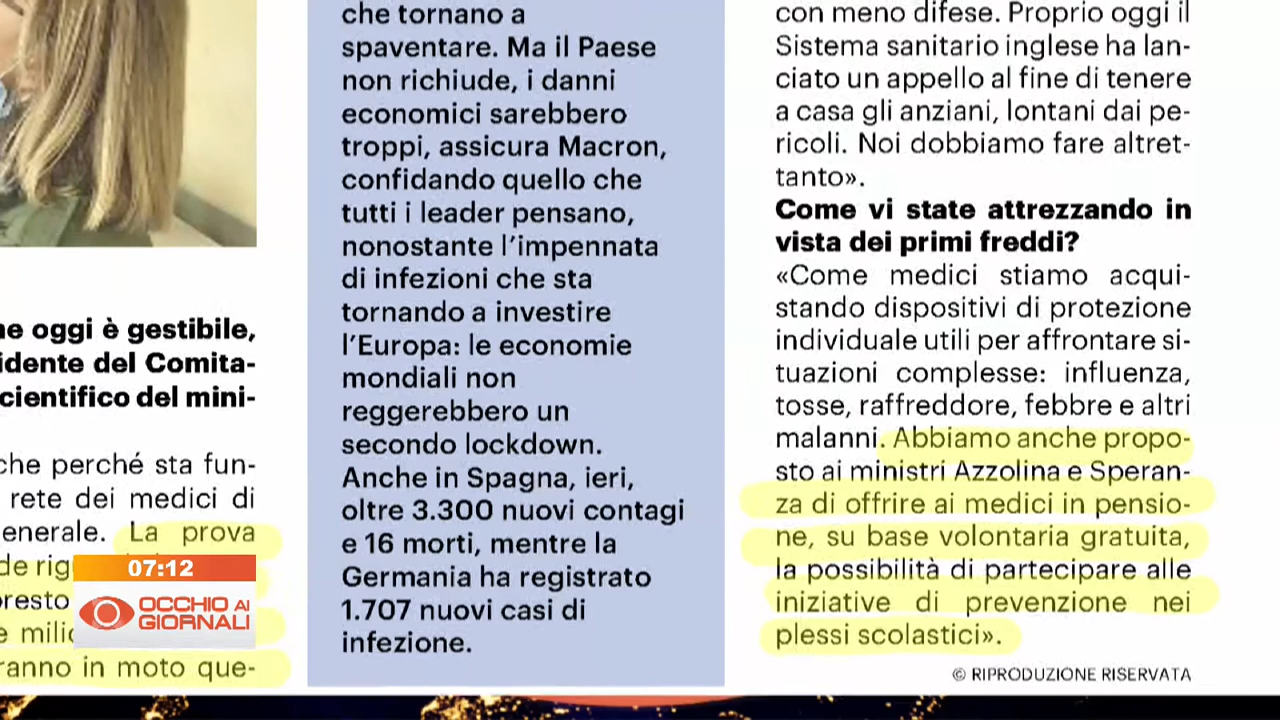 ne oggi è gestibile,
idente del Comita-
cientifico del mini-
che perché sta fun-
rete dei medici di
enerale. La prova
de rig
presto
e milio
ranno in moto que-
07:12
OCCHIO AI
GIORNALI
che tornano a
spaventare. Ma il Paese
non richiude, i danni
economici sarebbero
troppi, assicura Macron,
confidando quello che
tutti i leader pensano,
nonostante l'impennata
di infezioni che sta
tornando a investire
l'Europa: le economie
mondiali non
reggerebbero un
secondo lockdown.
Anche in Spagna, ieri,
oltre 3.300 nuovi contagi
e 16 morti, mentre la
Germania ha registrato
1.707 nuovi casi di
infezione.
con meno difese. Proprio oggi il
Sistema sanitario inglese ha lan-
ciato un appello al fine di tenere
a casa gli anziani, lontani dai pe-
ricoli. Noi dobbiamo fare altret-
tanto».
Come vi state attrezzando in
vista dei primi freddi?
«Come medici stiamo acqui-
stando dispositivi di protezione
individuale utili per affrontare si-
tuazioni complesse: influenza,
tosse, raffreddore, febbre e altri
malanni. Abbiamo anche propo-
sto ai ministri Azzolina e Speran-
za di offrire ai medici in pensio-
ne, su base volontaria gratuita,
la possibilità di partecipare alle
iniziative di prevenzione nei
plessi scolastici».
© RIPRODUZIONE RISERVATA